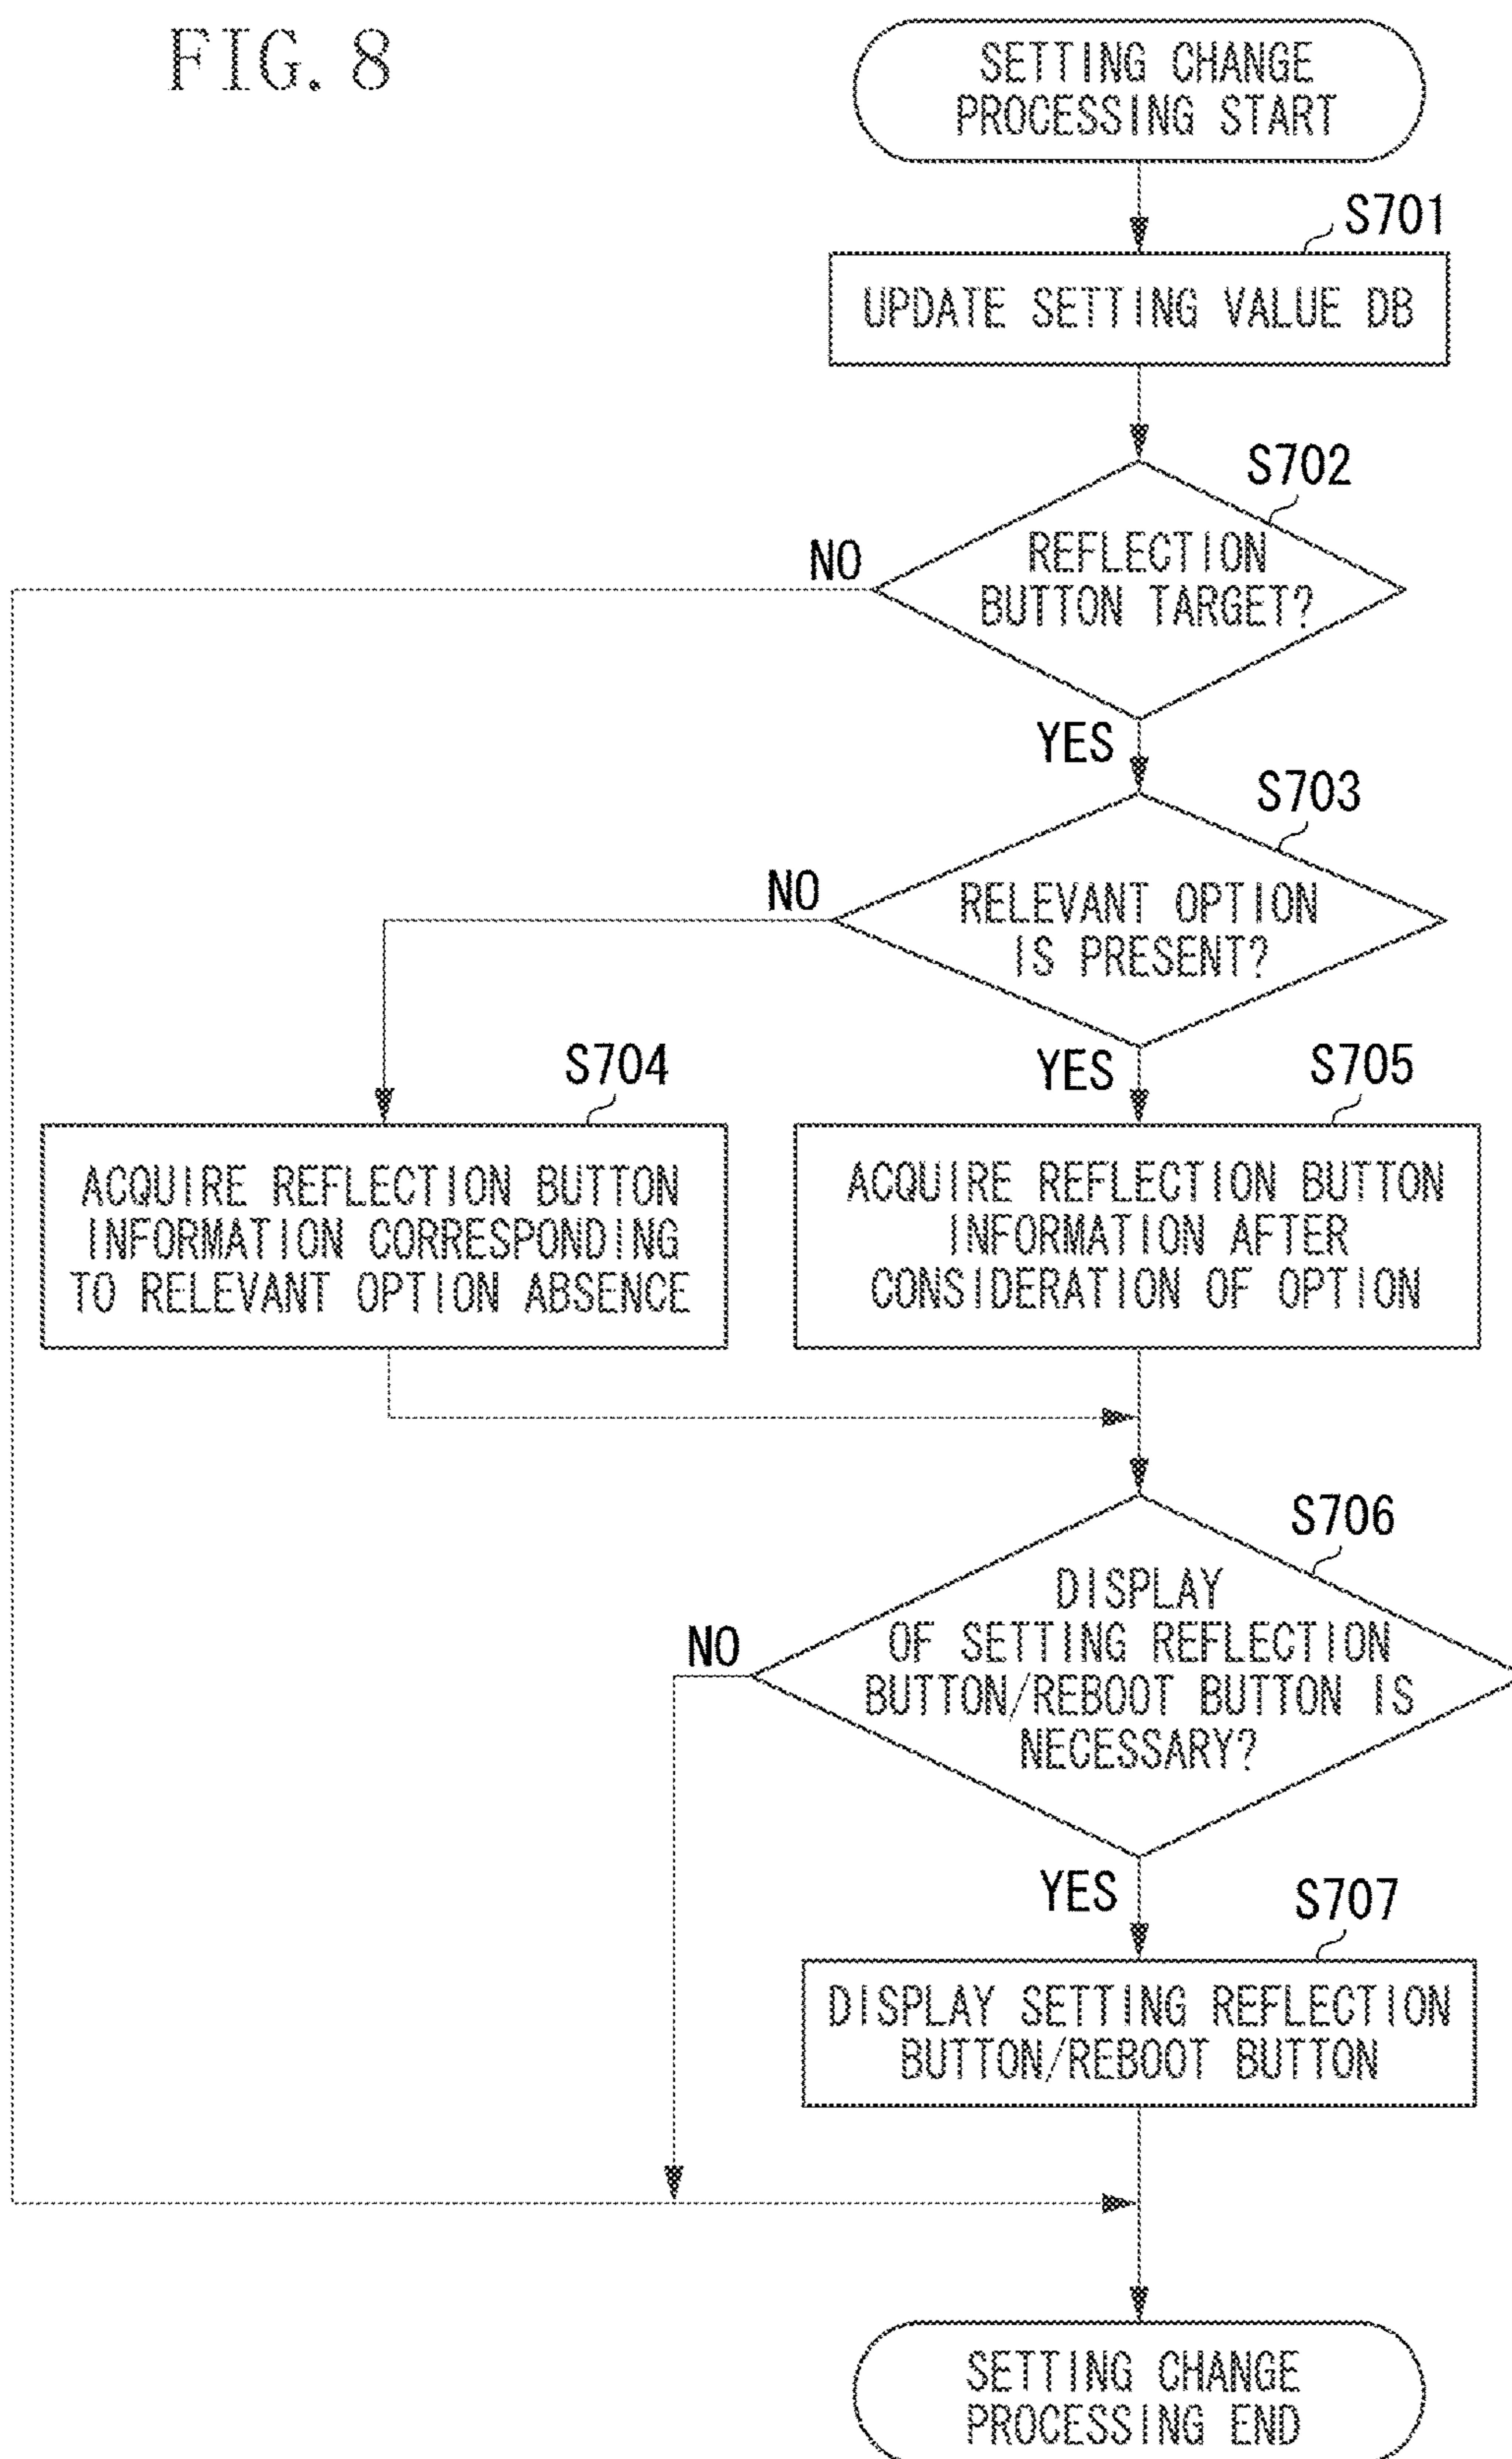 FIG. 8
SETTING CHANGE
PROCESSING START
S701
UPDATE SETTING VALUE DB
S702
NO
REFLECTION
BUTTON TARGET?
YES
S703
NO
RELEVANT OPTION
IS PRESENT?
S704
YES
S705
ACQUIRE REFLECTION BUTTON
INFORMATION CORRESPONDING
TO RELEVANT OPTION ABSENCE
ACQUIRE REFLECTION BUTTON
INFORMATION AFTER
CONSIDERATION OF OPTION
S706
NO
DISPLAY
OF SETTING REFLECTION
BUTTON/REBOOT BUTTON IS
NECESSARY?
YES
S707
DISPLAY SETTING REFLECTION
BUTTON/REBOOT BUTTON
SETTING CHANGE
PROCESSING END